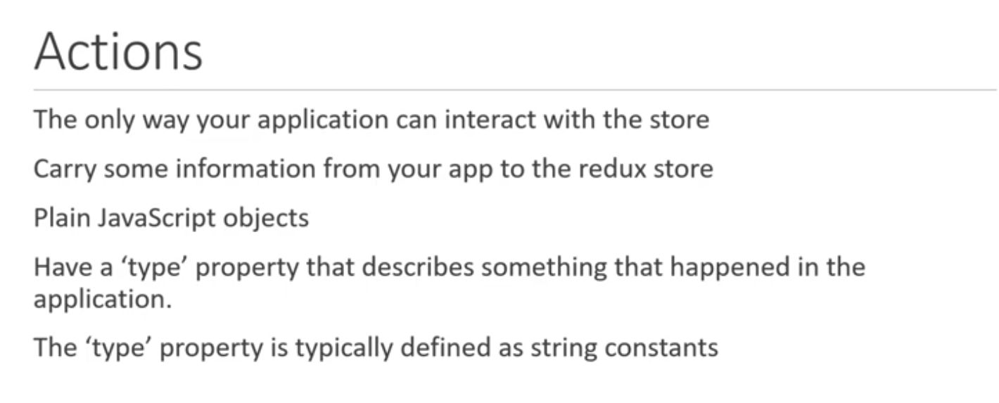 Actions
The only way your application can interact with the store
Carry some information from your app to the redux store
Plain JavaScript objects
Have a ‘type’ property that describes something that happened in the
application.
The ‘type’ property is typically defined as string constants